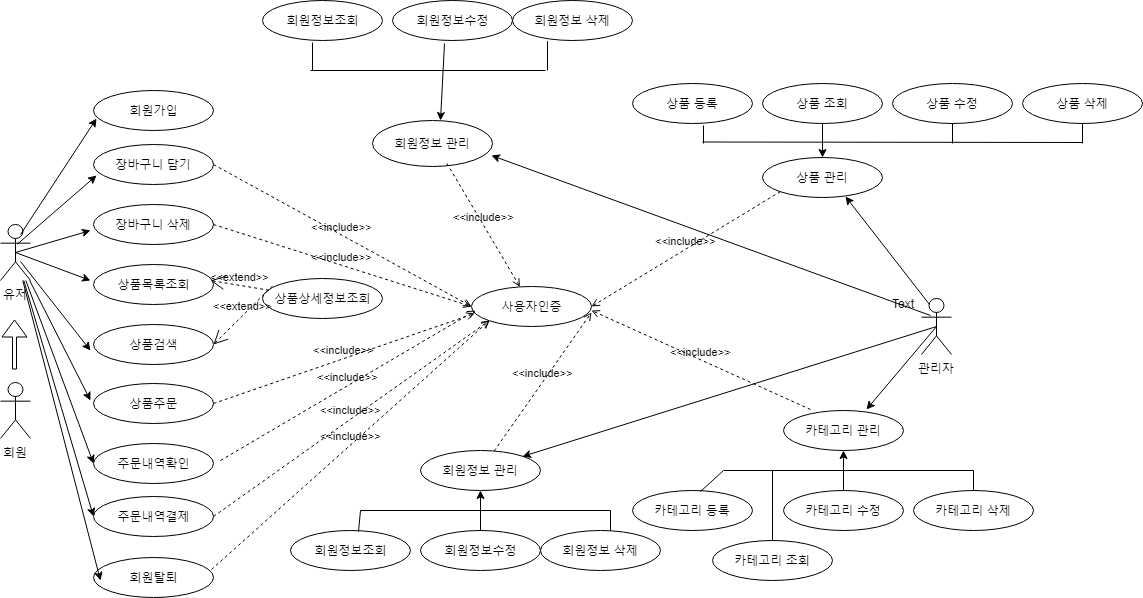 회원정보조회
회원정보수정
회원정보 삭제
상품 등록
상품 조회
상품 수정
상품 삭제
회원가입
회원정보 관리
장바구니 담기
상품 관리
<<include>>
장바구니 삭제
<<include>>
<<include>>
<<include>>
상품목록조회
<<extend>>
유저
상품상세정보조회
<<extend>>
사용자인증
Text
상품검색
<<include>>
<<include>>
관리자
<<include>>
<<include>>
상품주문
<<include>>
<<include>>
카테고리 관리
회원
주문내역확인
회원정보 관리
주문내역결제
카테고리 등록
카테고리 수정
카테고리 삭제
회원정보조회
회원정보수정
회원정보 삭제
카테고리 조회
회원탈퇴